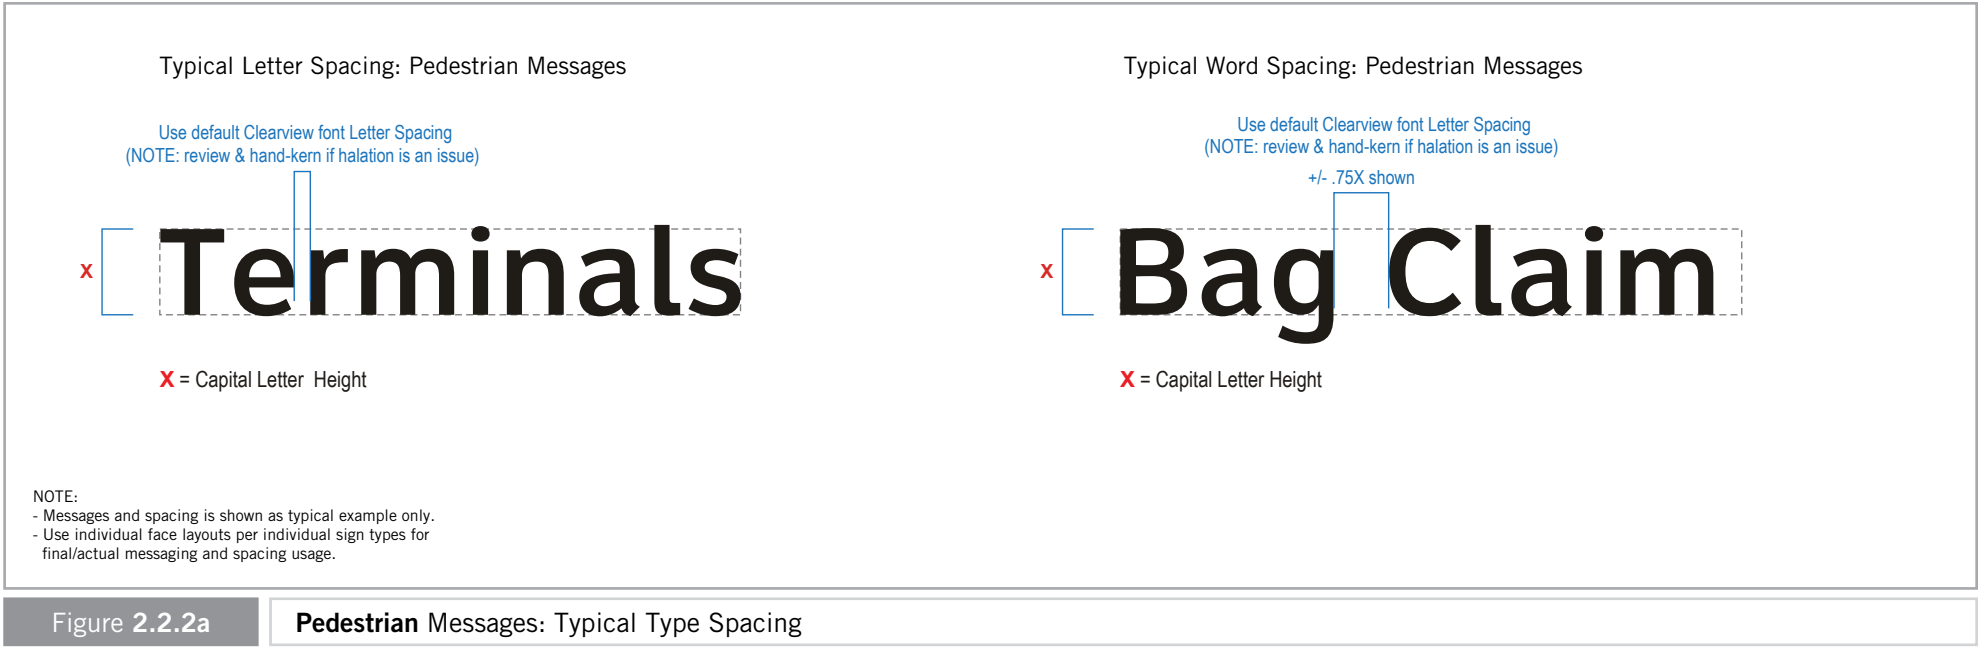 Typical Letter Spacing: Pedestrian Messages
Use default Clearview font Letter Spacing
(NOTE: review & hand-kern if halation is an issue)
X
Terminals
X = Capital Letter Height
Typical Word Spacing: Pedestrian Messages
Use default Clearview font Letter Spacing
(NOTE: review & hand-kern if halation is an issue)
+/- .75X shown
X
Bag Claim
X = Capital Letter Height
NOTE:
- Messages and spacing is shown as typical example only.
- Use individual face layouts per individual sign types for
final/actual messaging and spacing usage.
Figure 2.2.2a
Pedestrian Messages: Typical Type Spacing